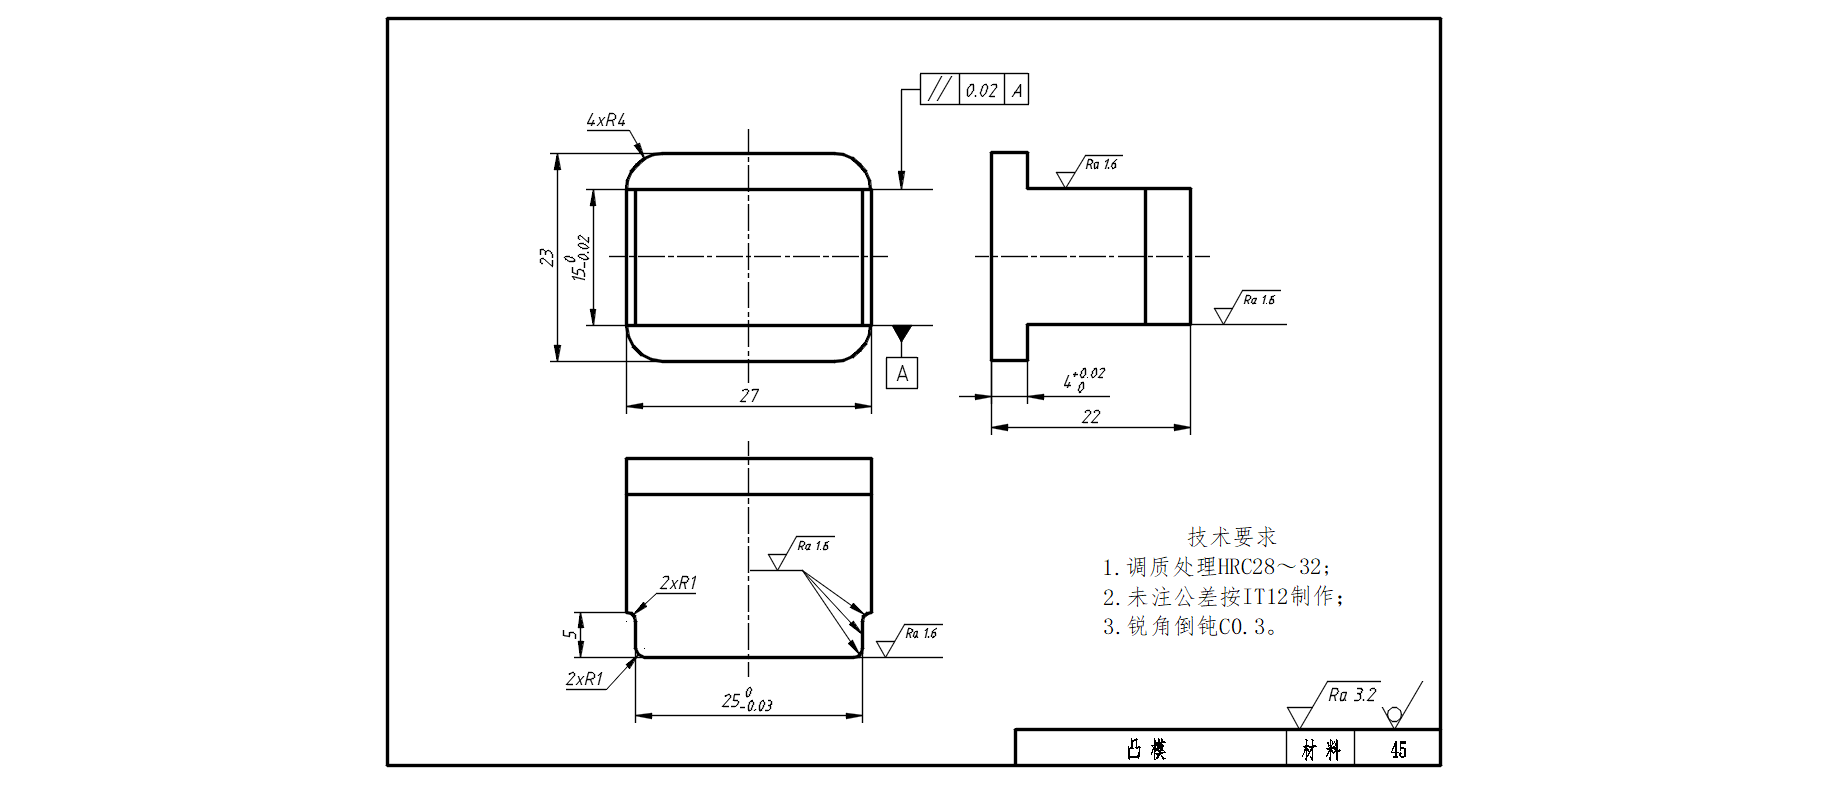 // 0.02 A
4xR4
Ra 1.6
23
15 0 -0.02
Ra 1.6
A
27
4 +0.02 0
22
Ra 1.6
2xR1
5
Ra 1.6
2xR1
25 0 -0.03
技术要求
1.调质处理HRC28～32；
2.未注公差按IT12制作；
3.锐角倒钝C0.3。
Ra 3.2
凸模 材料 45